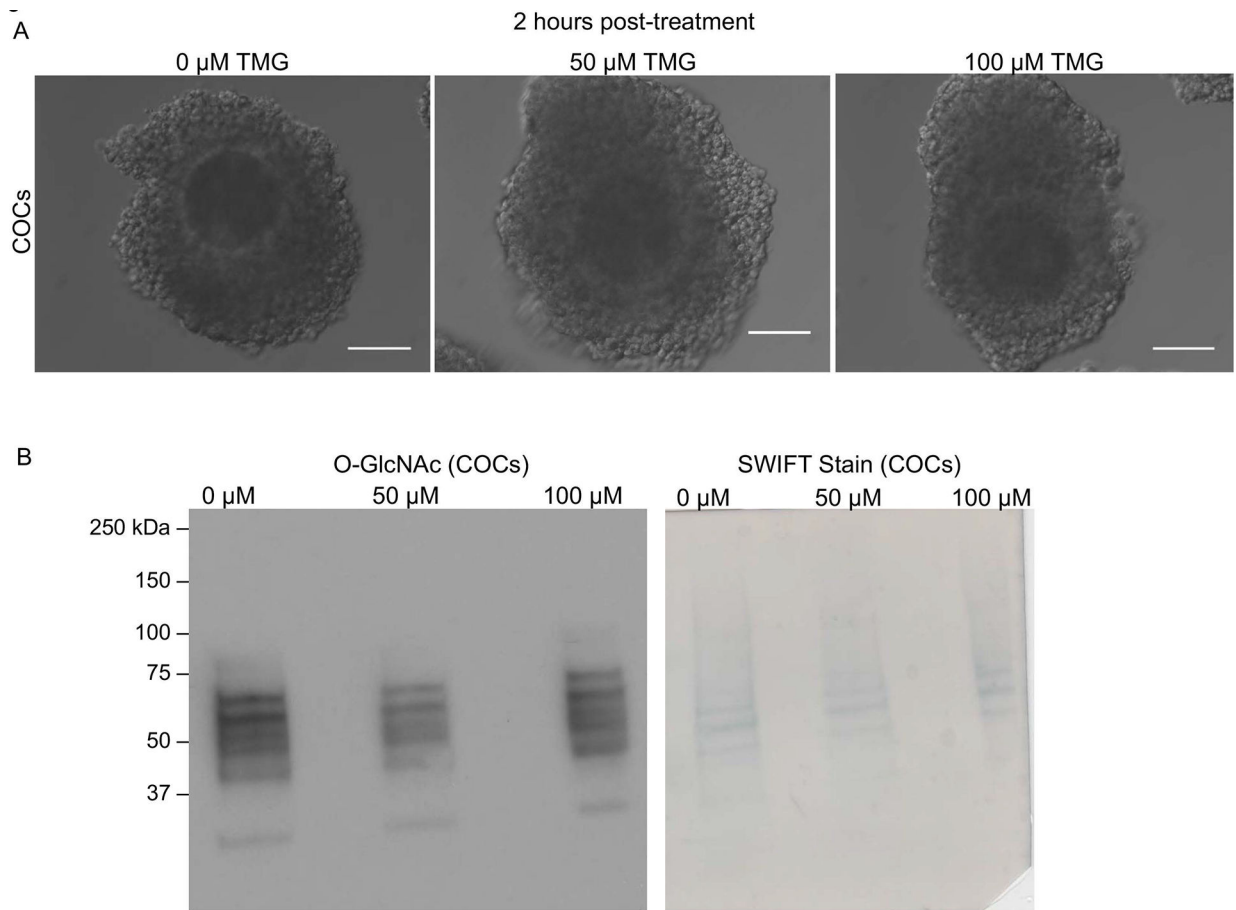 A
2 hours post-treatment
0 µM TMG
50 µM TMG
100 µM TMG
COCs
B
O-GlcNAc (COCs)
SWIFT Stain (COCs)
0 µM
50 µM
100 µM
0 µM
50 µM
100 µM
250 kDa
150
100
75
50
37